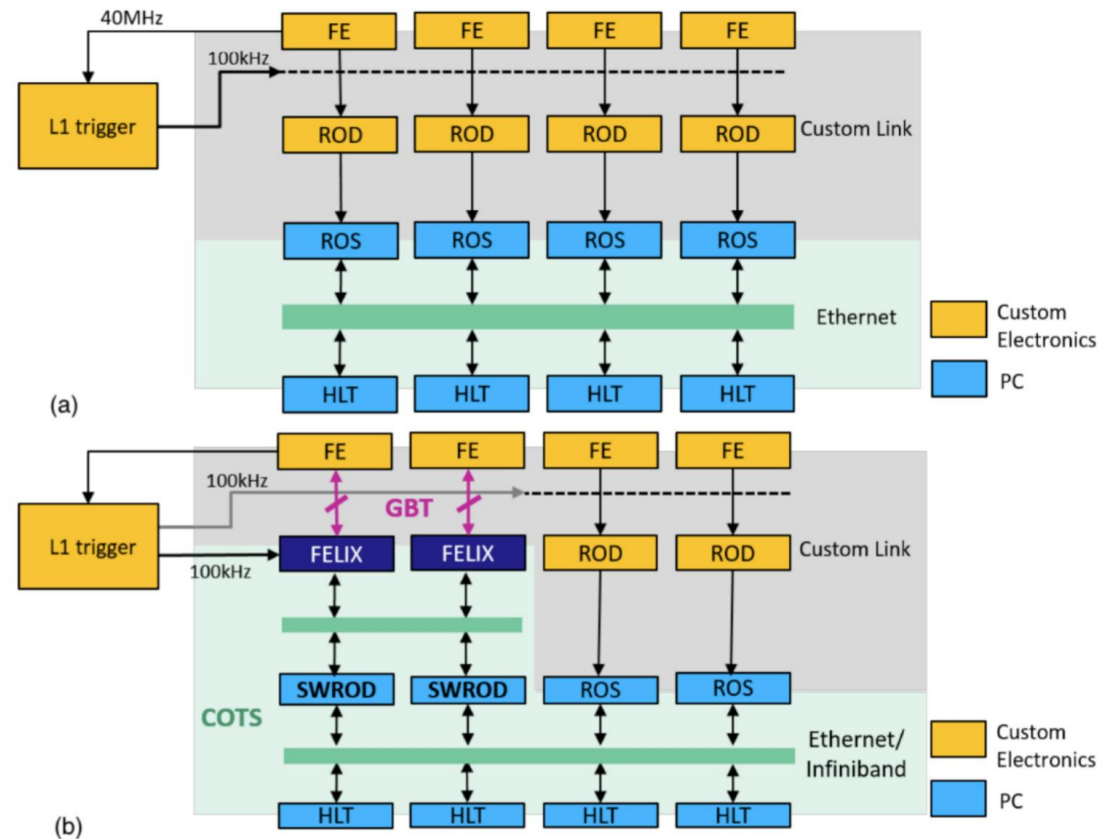 40MHz
FE FE FE FE
100kHz
L1 trigger
ROD ROD ROD ROD
Custom Link
ROS ROS ROS ROS
Ethernet
Custom
Electronics
HLT HLT HLT HLT
PC
(a)
FE FE FE FE
100kHz
GBT
L1 trigger
FELIX FELIX ROD ROD
Custom Link
100kHz
SWROD SWROD ROS ROS
COTS
Ethernet/
Infiniband
Custom
Electronics
HLT HLT HLT HLT
PC
(b)